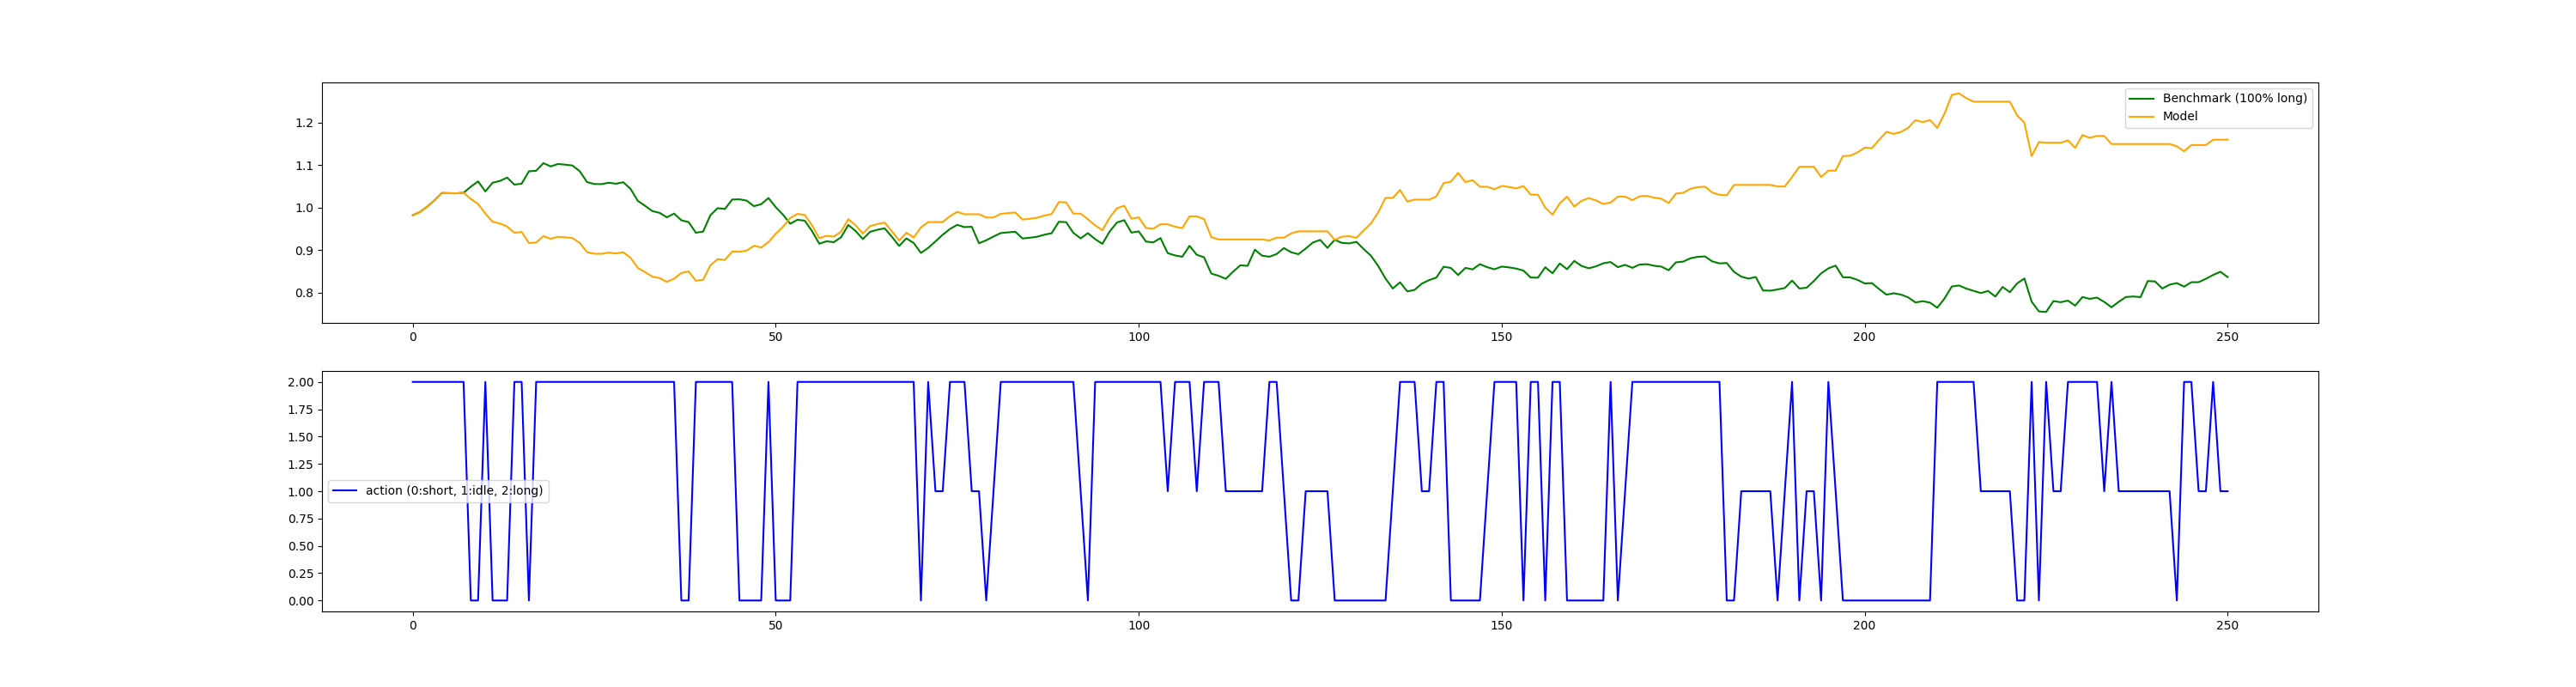 1.2
1.1
1.0
0.9
0.8
Benchmark (100% long)
Model
0 50 100 150 200 250
2.00
1.75
1.50
1.25
1.00
0.75
0.50
0.25
0.00
action (0:short, 1:idle, 2:long)
0 50 100 150 200 250